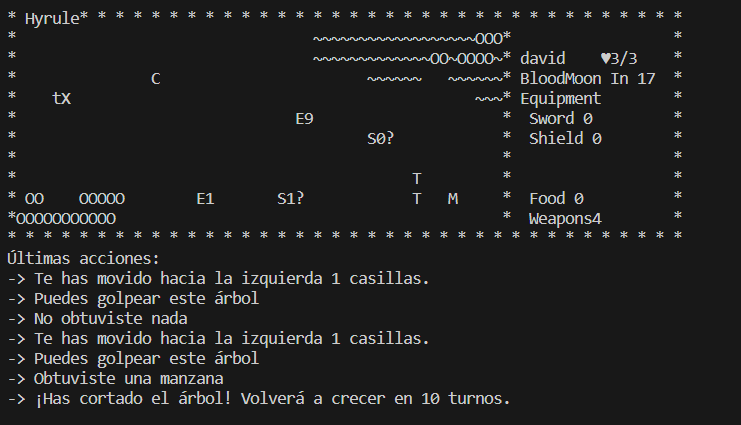 * Hyrule* * * * * * * * * * * * * * * * * * * * * * * * * * * * * * * * * *
*                                 ~~~~~~~~~~~~~~~~~~OOO*                  *
*                                 ~~~~~~~~~~~~~OO~OOOO~* david    ♥3/3    *
*               C                       ~~~~~~   ~~~~~~* BloodMoon In 17  *
*    tX                                             ~~~* Equipment        *
*                               E9                     *  Sword 0         *
*                                       S0?            *  Shield 0        *
*                                                      *                  *
*                                            T         *                  *
* OO    OOOOO        E1       S1?            T   M     *  Food 0          *
*OOOOOOOOOOO                                           *  Weapons4        *
* * * * * * * * * * * * * * * * * * * * * * * * * * * * * * * * * * * * * *
Últimas acciones:
-> Te has movido hacia la izquierda 1 casillas.
-> Puedes golpear este árbol
-> No obtuviste nada
-> Te has movido hacia la izquierda 1 casillas.
-> Puedes golpear este árbol
-> Obtuviste una manzana
-> ¡Has cortado el árbol! Volverá a crecer en 10 turnos.